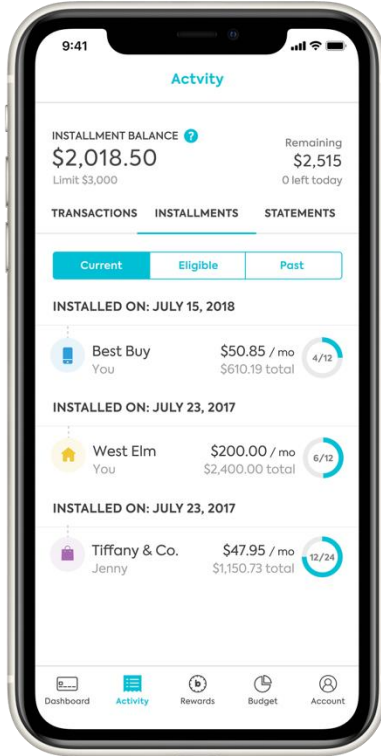 9:41
Actvity
INSTALLMENT BALANCE ?
$2,018.50
Limit $3,000
Remaining
$2,515
0 left today
TRANSACTIONS INSTALLMENTS STATEMENTS
Current Eligible Past
INSTALLED ON: JULY 15, 2018
Best Buy $50.85 / mo 4/12
You $610.19 total
INSTALLED ON: JULY 23, 2017
West Elm $200.00 / mo 6/12
You $2,400.00 total
INSTALLED ON: JULY 23, 2017
Tiffany & Co. $47.95 / mo 12/24
Jenny $1,150.73 total
b
Dashboard Activity Rewards Budget Account